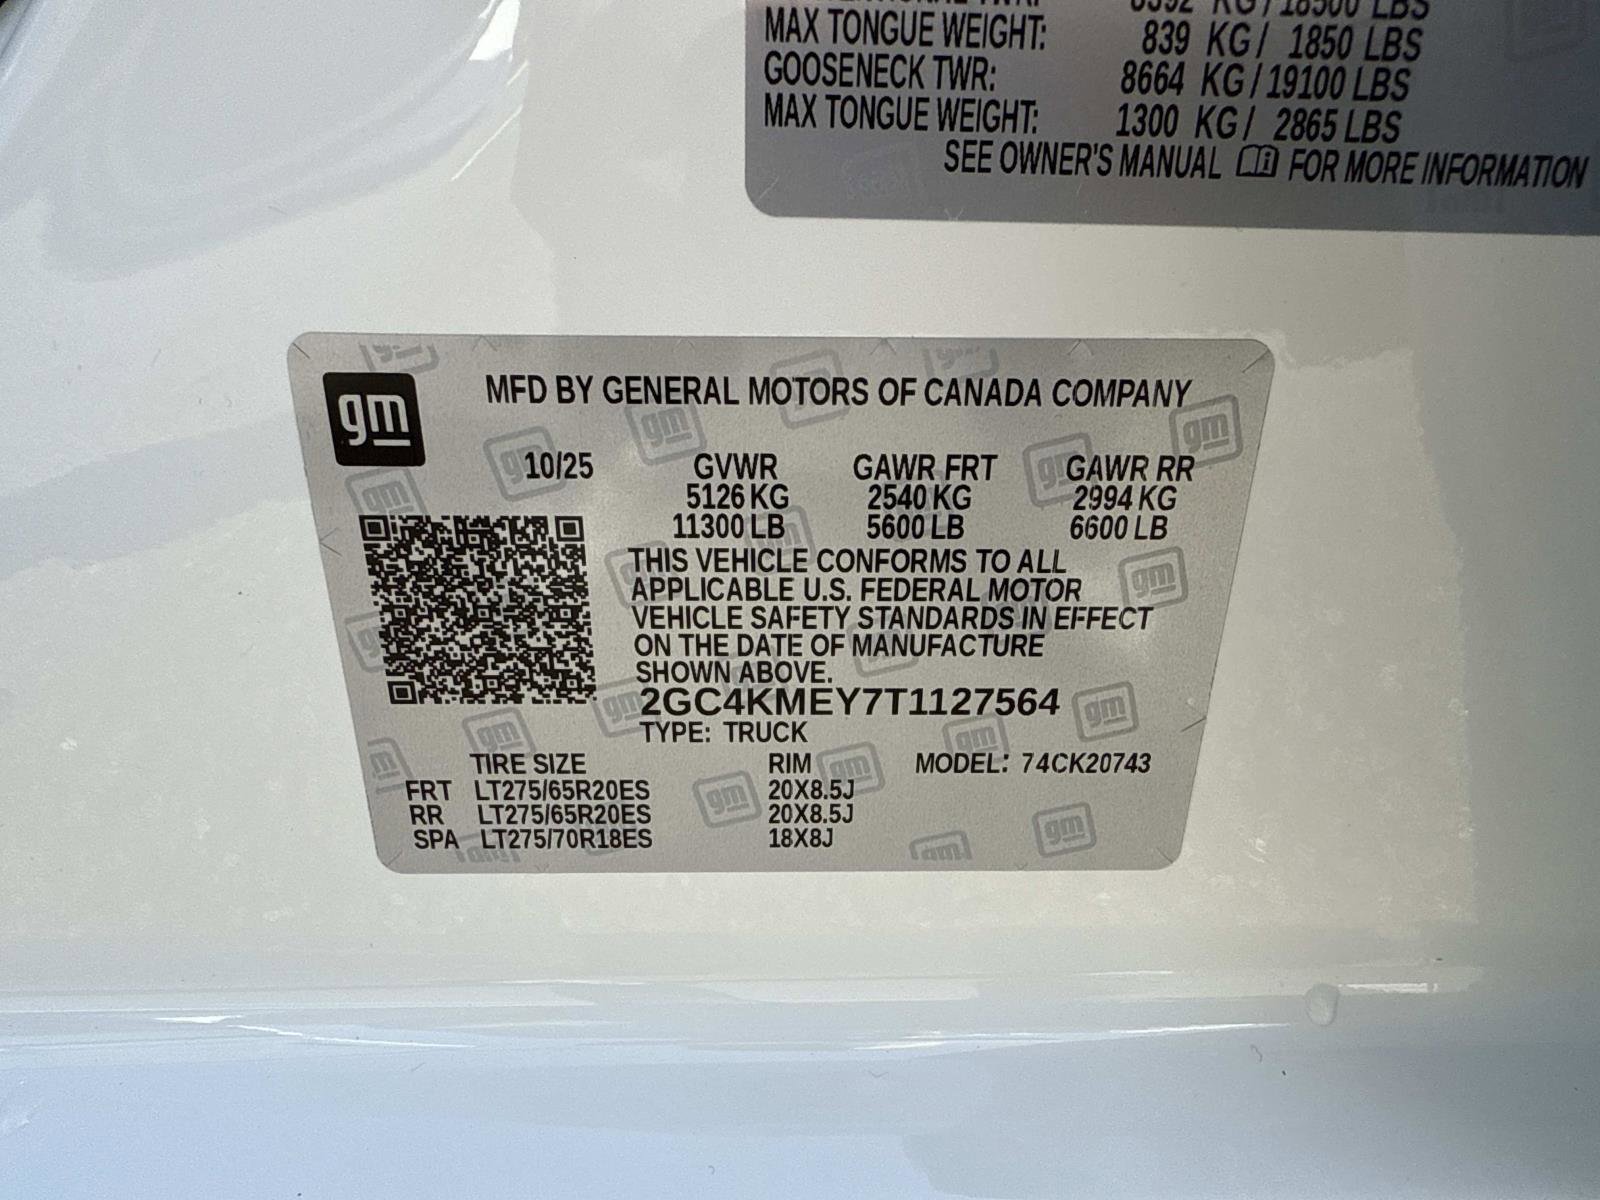 8392 KG / 18500 LBS
MAX TONGUE WEIGHT: 839 KG / 1850 LBS
GOOSENECK TWR: 8664 KG / 19100 LBS
MAX TONGUE WEIGHT: 1300 KG / 2865 LBS
SEE OWNER'S MANUAL FOR MORE INFORMATION
gm
MFD BY GENERAL MOTORS OF CANADA COMPANY
10/25 GVWR GAWR FRT GAWR RR
5126 KG 2540 KG 2994 KG
11300 LB 5600 LB 6600 LB
THIS VEHICLE CONFORMS TO ALL
APPLICABLE U.S. FEDERAL MOTOR
VEHICLE SAFETY STANDARDS IN EFFECT
ON THE DATE OF MANUFACTURE
SHOWN ABOVE.
2GC4KMEY7T1127564
TYPE: TRUCK
TIRE SIZE RIM MODEL: 74CK20743
FRT LT275/65R20ES 20X8.5J
RR LT275/65R20ES 20X8.5J
SPA LT275/70R18ES 18X8J